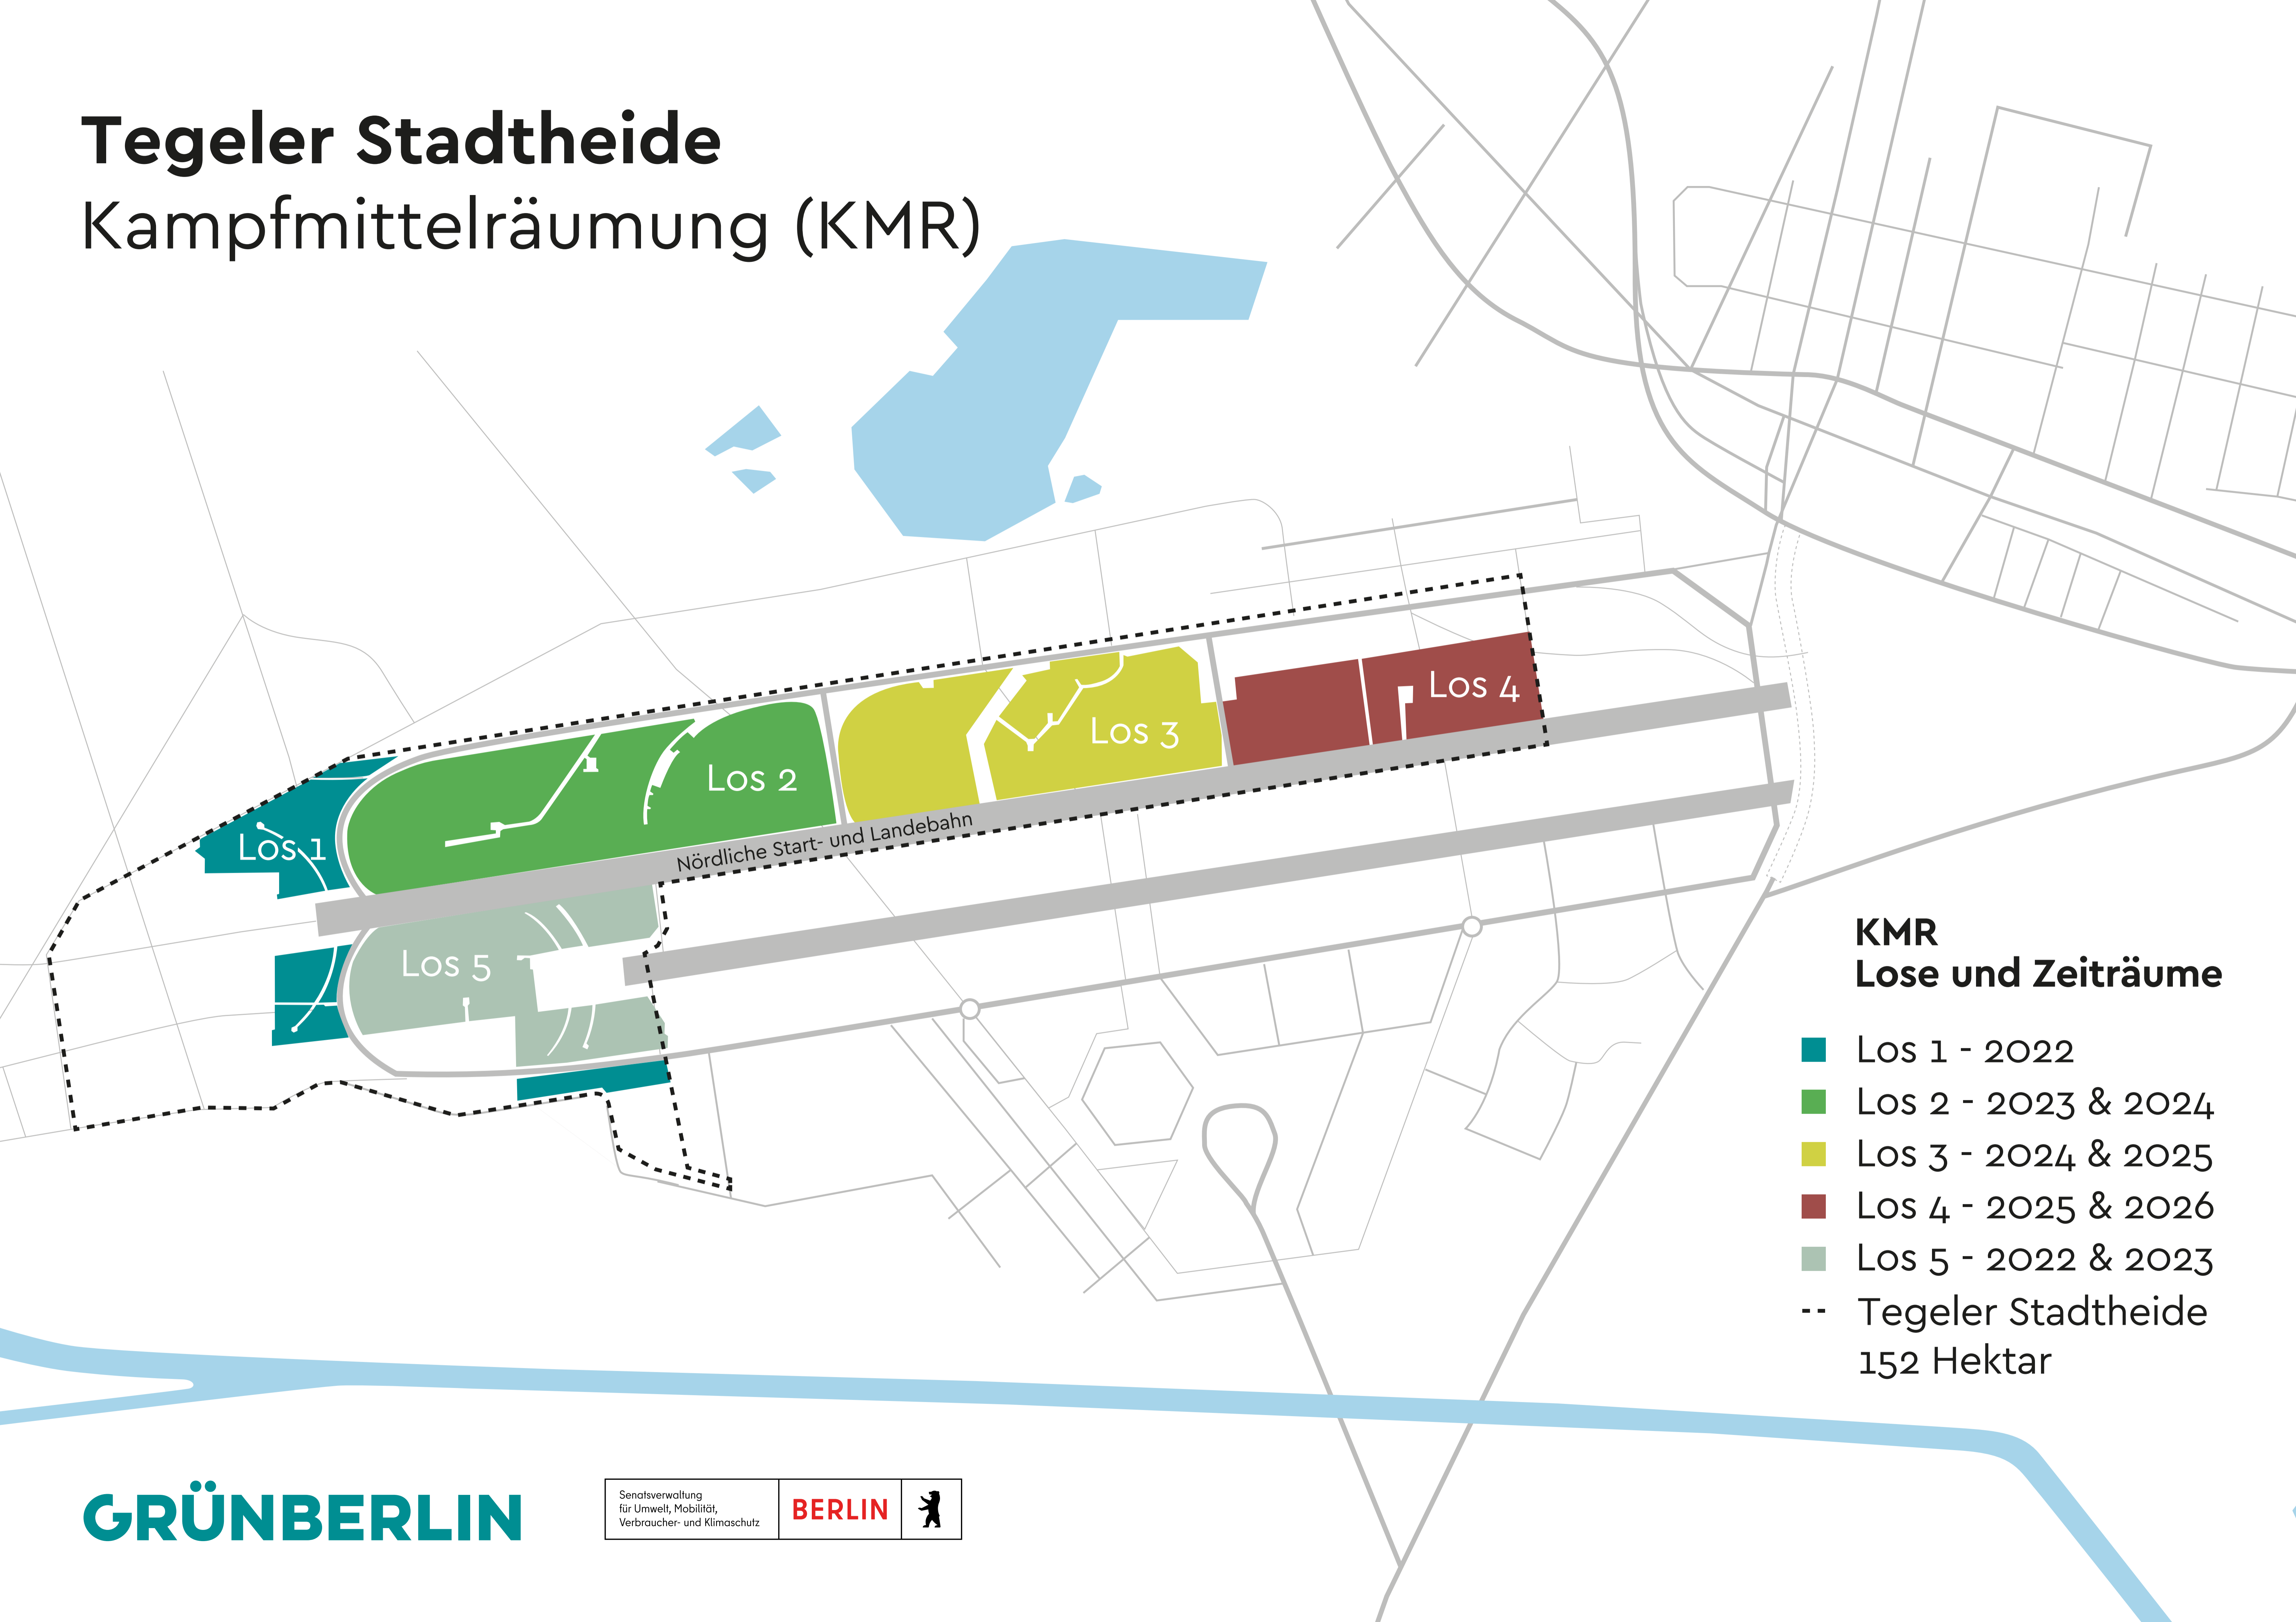 Tegeler Stadtheide
Kampfmittelräumung (KMR)
Los 1
Los 2
Los 3
Los 4
Los 5
Nördliche Start- und Landebahn
KMR
Lose und Zeiträume
Los 1 - 2022
Los 2 - 2023 & 2024
Los 3 - 2024 & 2025
Los 4 - 2025 & 2026
Los 5 - 2022 & 2023
Tegeler Stadtheide
152 Hektar
GRÜNBERLIN
Senatsverwaltung
für Umwelt, Mobilität,
Verbraucher- und Klimaschutz
BERLIN